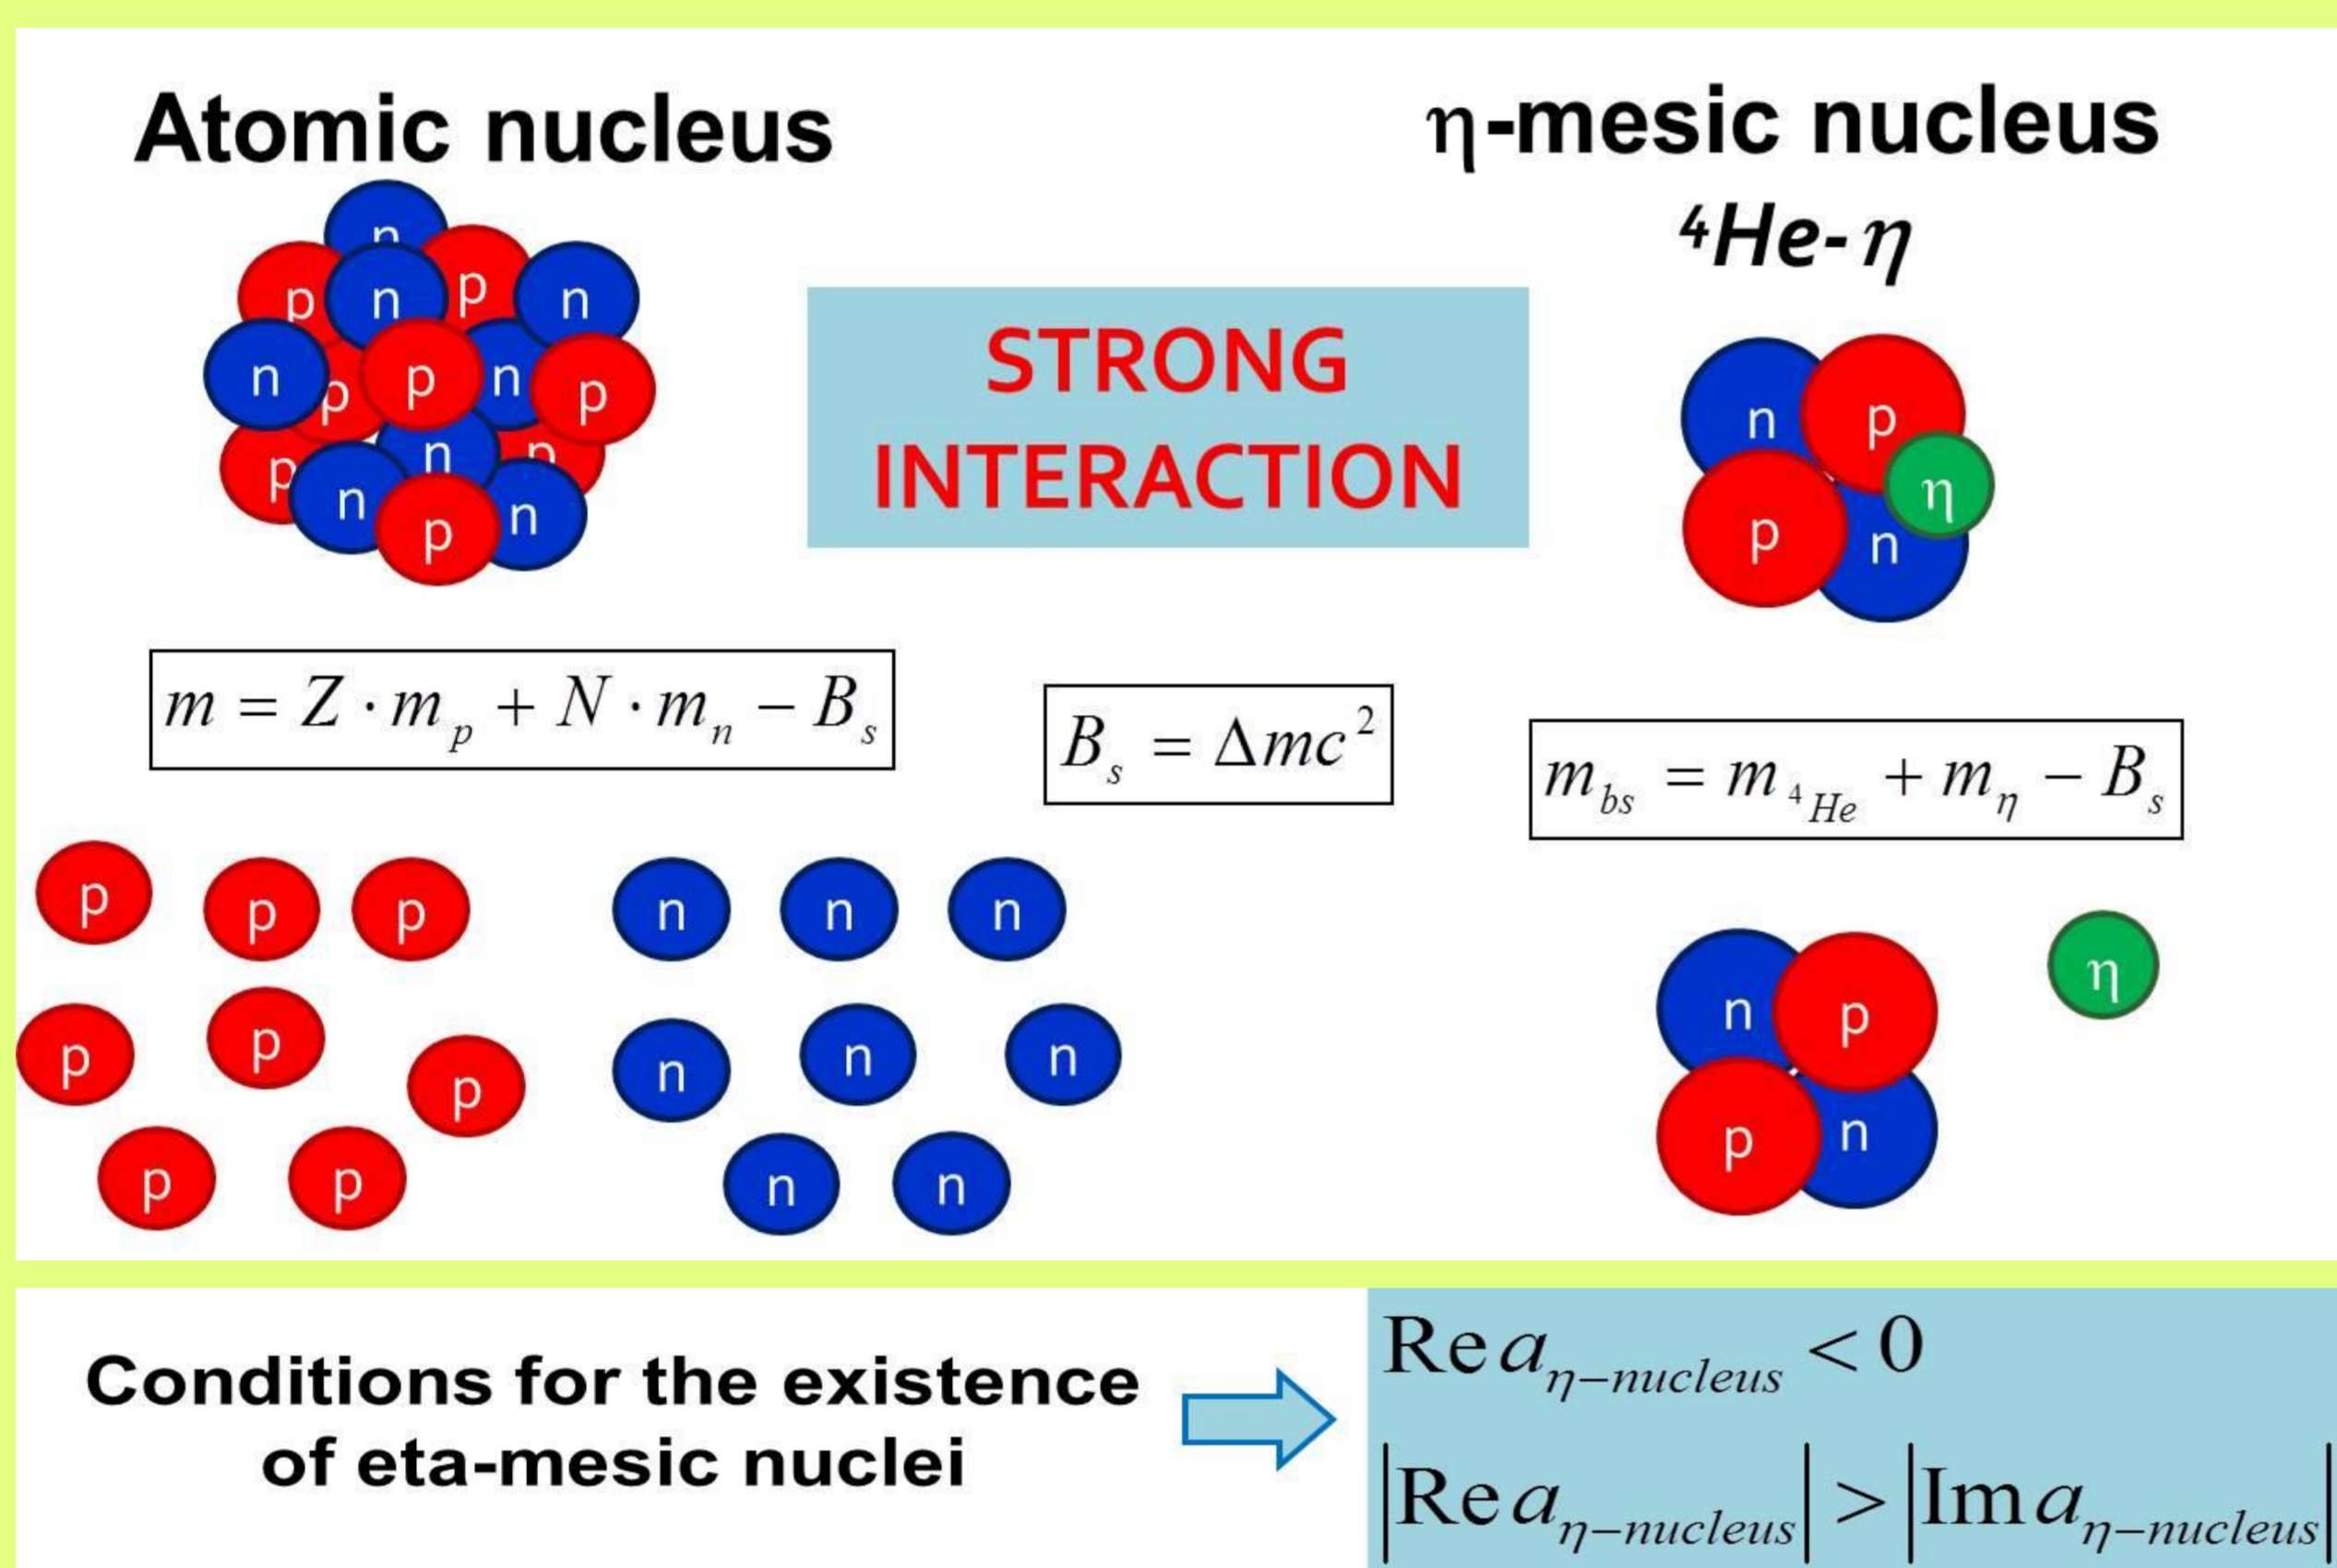 Atomic nucleus
η-mesic nucleus
⁴He-η
n
p n p n
n p p n p
p n n p
n p n
STRONG
INTERACTION
n p
η
p n
m = Z · m_p + N · m_n − B_s
B_s = Δmc²
m_bs = m_⁴He + m_η − B_s
p p p n n n
p p p n n n
p p n n
n p η
p n
Conditions for the existence
of eta-mesic nuclei
Re a_η−nucleus < 0
|Re a_η−nucleus| > |Im a_η−nucleus|